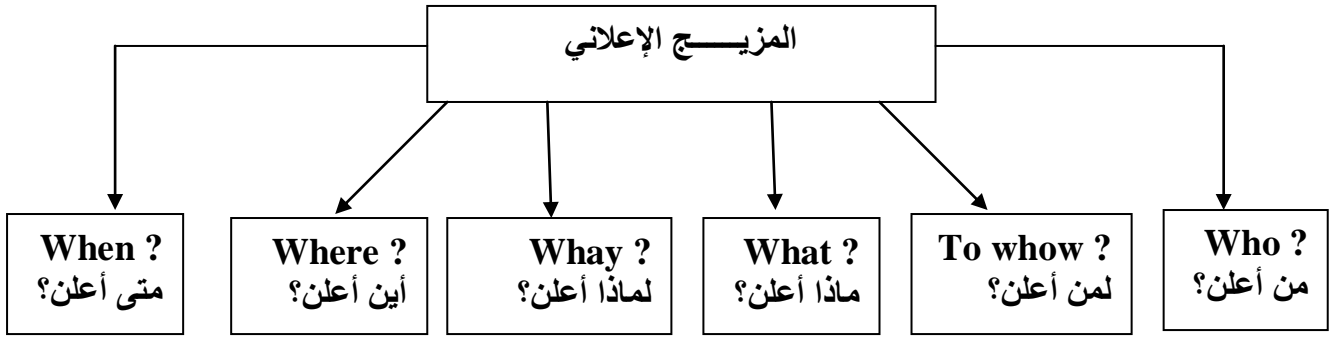 المزيـــــــج الإعلاني
Who ?
من أعلن؟
To whow ?
لمن أعلن؟
What ?
ماذا أعلن؟
Whay ?
لماذا أعلن؟
Where ?
أين أعلن؟
When ?
متى أعلن؟